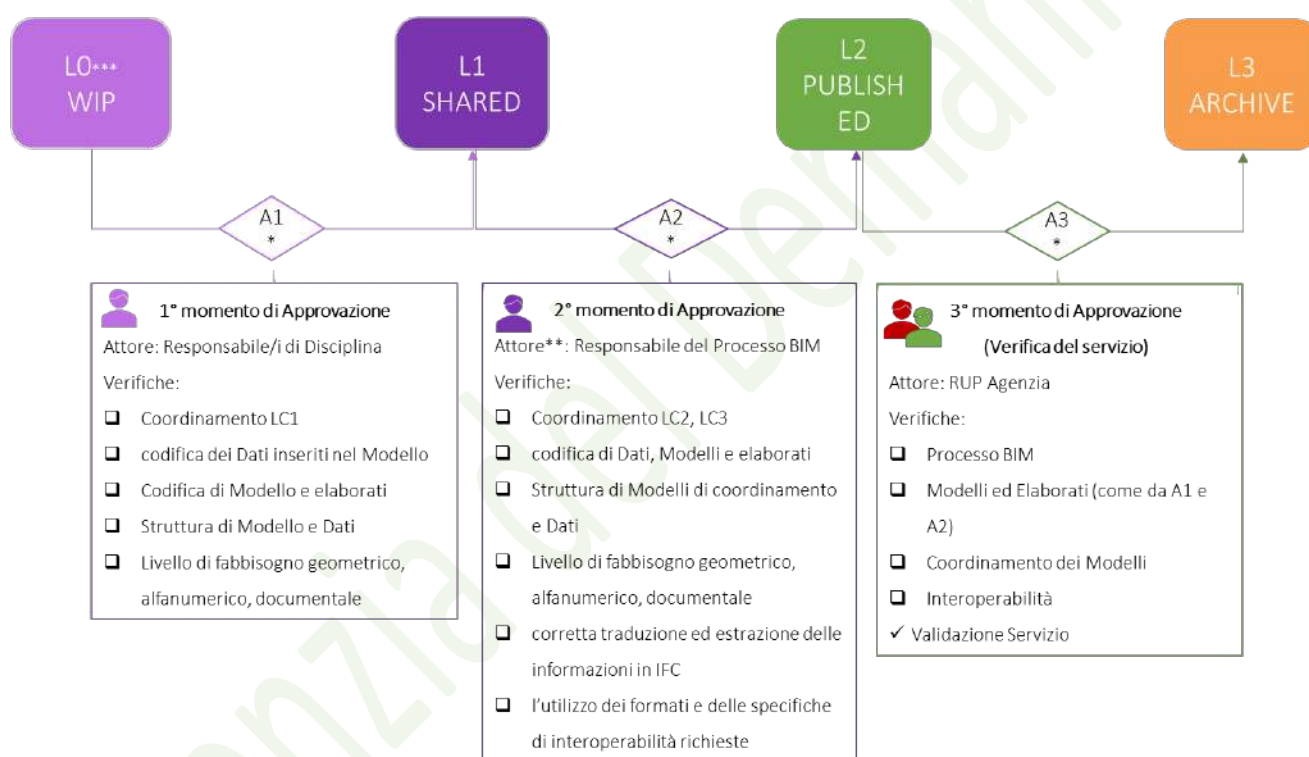 L0***
WIP
L1
SHARED
L2
PUBLISH
ED
L3
ARCHIVE
A1
*
A2
*
A3
*
1° momento di Approvazione
Attore: Responsabile/i di Disciplina
Verifiche:
Coordinamento LC1
codifica dei Dati inseriti nel Modello
Codifica di Modello e elaborati
Struttura di Modello e Dati
Livello di fabbisogno geometrico,
alfanumerico, documentale
2° momento di Approvazione
Attore**: Responsabile del Processo BIM
Verifiche:
Coordinamento LC2, LC3
codifica di Dati, Modelli e elaborati
Struttura di Modelli di coordinamento
e Dati
Livello di fabbisogno geometrico,
alfanumerico, documentale
corretta traduzione ed estrazione delle
informazioni in IFC
l'utilizzo dei formati e delle specifiche
di interoperabilità richieste
3° momento di Approvazione
(Verifica del servizio)
Attore: RUP Agenzia
Verifiche:
Processo BIM
Modelli ed Elaborati (come da A1 e
A2)
Coordinamento dei Modelli
Interoperabilità
✓ Validazione Servizio